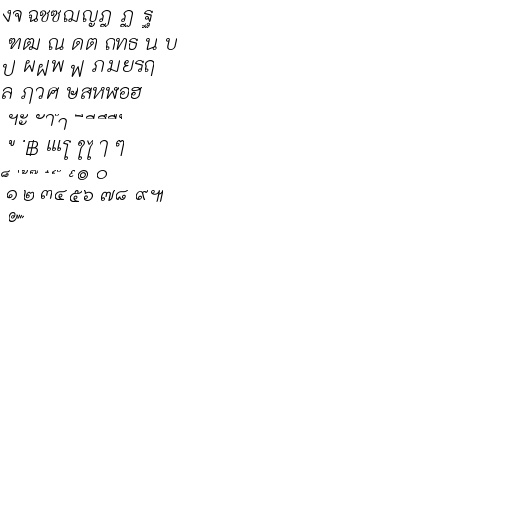 งจ ฉชซฌญฎ ฏ ฐ
ฑฒ ณ ดต ถทธ น บ
ป ผฝพ ฟ ภมยรฤ
ล ฦวศ ษสหฬอฮ
ฯะ ัาำ ิีึืุ
ู ฺ฿ เแโ ใไ ๅ ๆ
็ ่้๊ ๋์ ํ๎๏ ๐
๑ ๒ ๓๔๕๖ ๗๘ ๙๚
๛